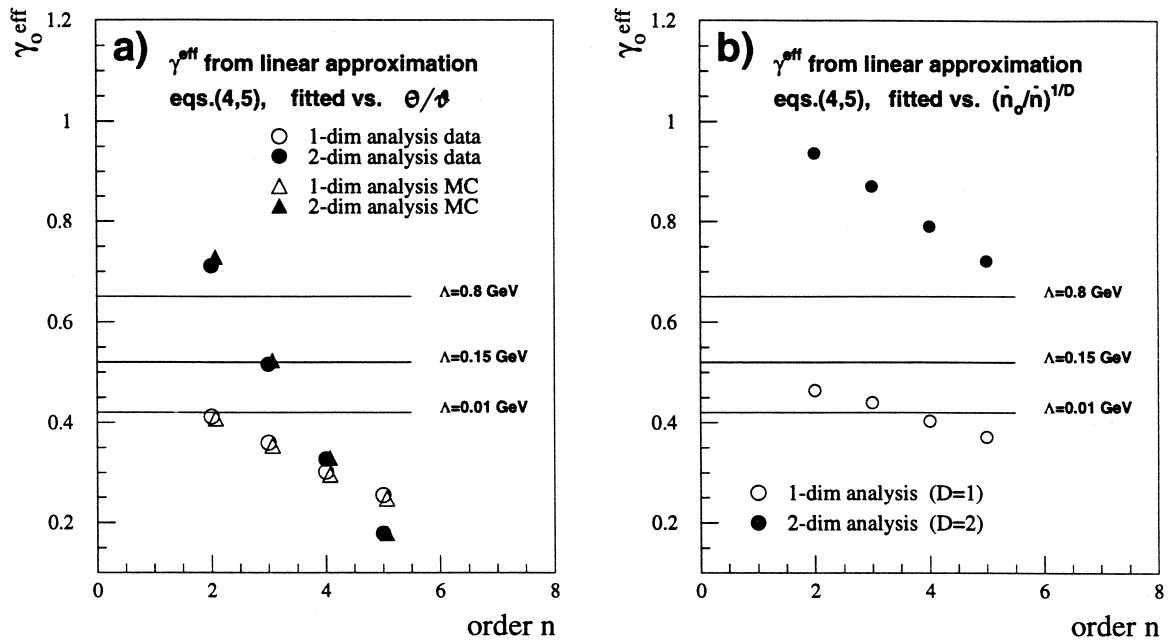 a)
γ^eff from linear approximation
eqs.(4,5), fitted vs. Θ/ϑ
1-dim analysis data
2-dim analysis data
1-dim analysis MC
2-dim analysis MC
Λ=0.8 GeV
Λ=0.15 GeV
Λ=0.01 GeV
γ_o^eff
1.2
1
0.8
0.6
0.4
0.2
0 2 4 6 8
order n
b)
γ^eff from linear approximation
eqs.(4,5), fitted vs. (n̄_o/n̄)^1/D
Λ=0.8 GeV
Λ=0.15 GeV
Λ=0.01 GeV
1-dim analysis (D=1)
2-dim analysis (D=2)
γ_o^eff
1.2
1
0.8
0.6
0.4
0.2
0 2 4 6 8
order n